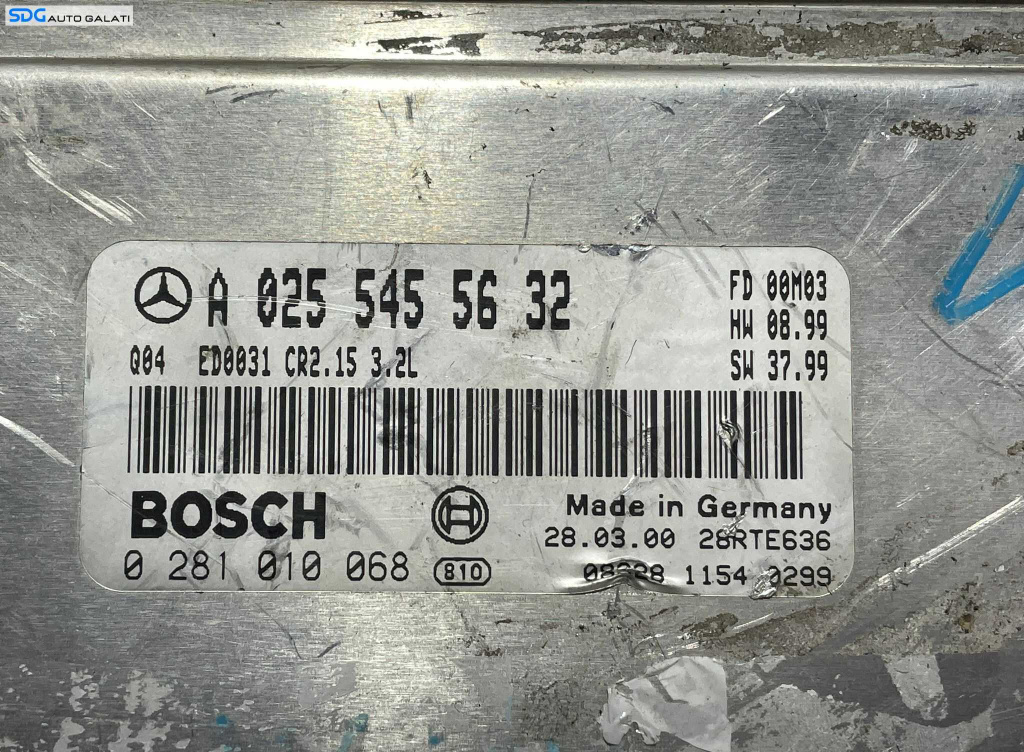 SDG AUTO GALATI
A 025 545 56 32
FD 00M03
HW 08.99
Q04 ED0031 CR2.15 3.2L
SW 37.99
BOSCH
Made in Germany
28.03.00 28RTE636
0 281 010 068 810
1154 0299